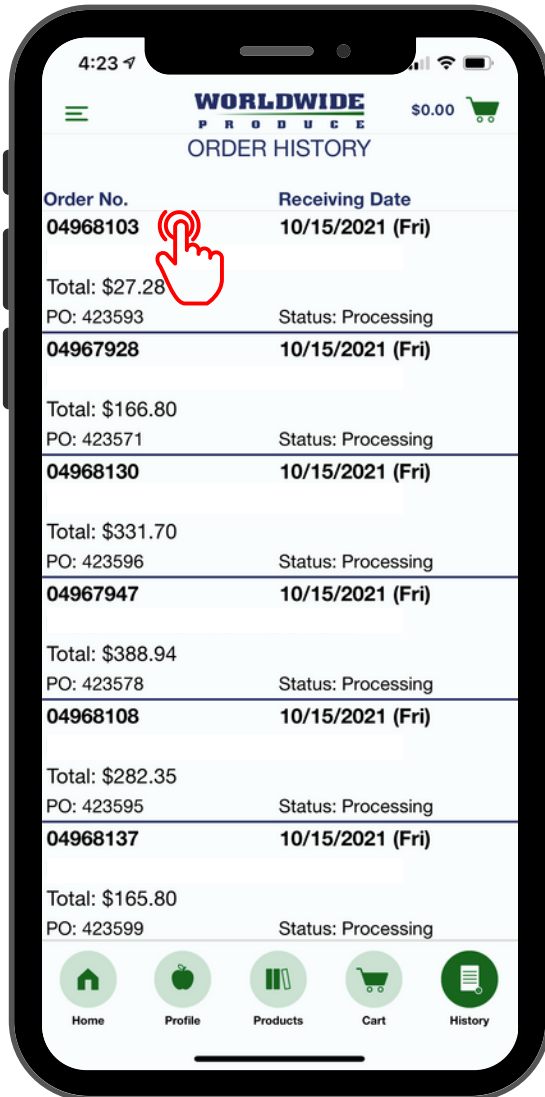 4:23
WORLDWIDE
PRODUCE
$0.00
ORDER HISTORY
Order No. Receiving Date
04968103 10/15/2021 (Fri)
Total: $27.28
PO: 423593 Status: Processing
04967928 10/15/2021 (Fri)
Total: $166.80
PO: 423571 Status: Processing
04968130 10/15/2021 (Fri)
Total: $331.70
PO: 423596 Status: Processing
04967947 10/15/2021 (Fri)
Total: $388.94
PO: 423578 Status: Processing
04968108 10/15/2021 (Fri)
Total: $282.35
PO: 423595 Status: Processing
04968137 10/15/2021 (Fri)
Total: $165.80
PO: 423599 Status: Processing
Home Profile Products Cart History